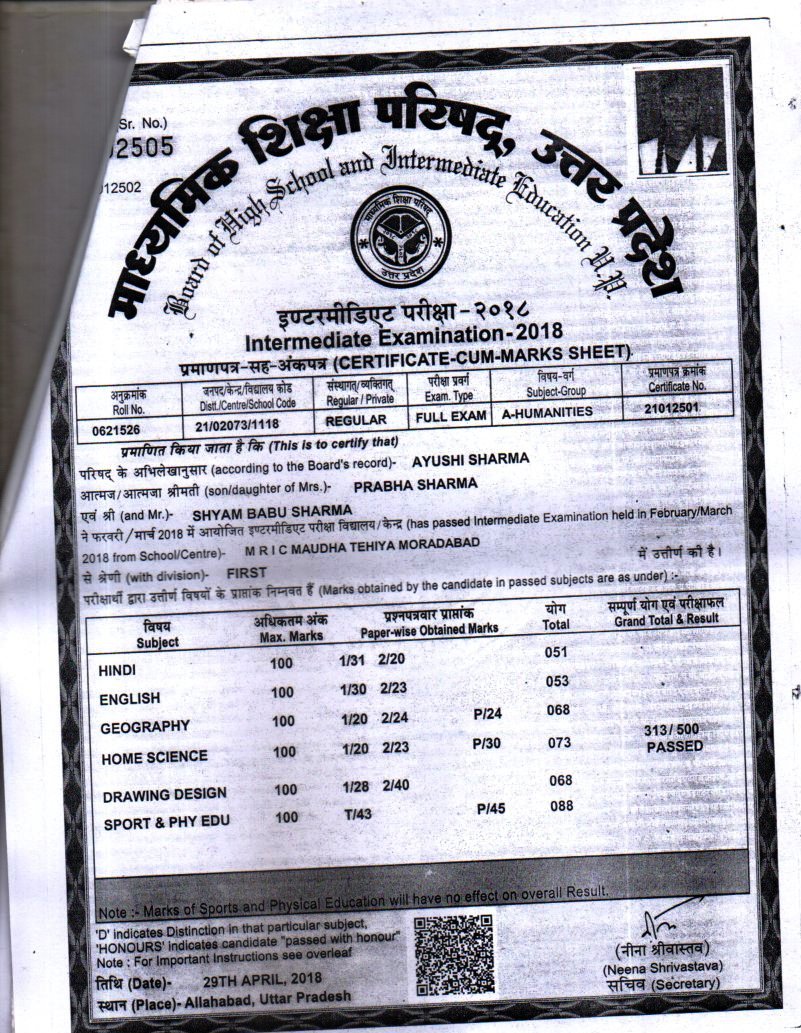 Sr. No.)
2505
012502
माध्यमिक शिक्षा परिषद्, उत्तर प्रदेश
Board of High School and Intermediate Education U.P.
माध्यमिक शिक्षा परिषद्
उत्तर प्रदेश
इण्टरमीडिएट परीक्षा - २०१८
Intermediate Examination - 2018
प्रमाणपत्र-सह-अंकपत्र (CERTIFICATE-CUM-MARKS SHEET)
अनुक्रमांक जनपद/केन्द्र/विद्यालय कोड संस्थागत्/व्यक्तिगत् परीक्षा प्रवर्ग विषय-वर्ग प्रमाणपत्र क्रमांक
Roll No. Distt./Centre/School Code Regular / Private Exam. Type Subject-Group Certificate No.
0621526 21/02073/1118 REGULAR FULL EXAM A-HUMANITIES 21012501
प्रमाणित किया जाता है कि (This is to certify that)
परिषद् के अभिलेखानुसार (according to the Board's record)- AYUSHI SHARMA
आत्मज/आत्मजा श्रीमती (son/daughter of Mrs.)- PRABHA SHARMA
एवं श्री (and Mr.)- SHYAM BABU SHARMA
ने फरवरी/मार्च 2018 में आयोजित इण्टरमीडिएट परीक्षा विद्यालय/केन्द्र (has passed Intermediate Examination held in February/March
2018 from School/Centre)- M R I C MAUDHA TEHIYA MORADABAD में उत्तीर्ण की है।
से श्रेणी (with division)- FIRST
परीक्षार्थी द्वारा उत्तीर्ण विषयों के प्राप्तांक निम्नवत हैं (Marks obtained by the candidate in passed subjects are as under) :-
विषय अधिकतम अंक प्रश्नपत्रवार प्राप्तांक योग सम्पूर्ण योग एवं परीक्षाफल
Subject Max. Marks Paper-wise Obtained Marks Total Grand Total & Result
HINDI 100 1/31 2/20 051
ENGLISH 100 1/30 2/23 053
GEOGRAPHY 100 1/20 2/24 P/24 068
313/ 500
HOME SCIENCE 100 1/20 2/23 P/30 073
PASSED
DRAWING DESIGN 100 1/28 2/40 068
SPORT & PHY EDU 100 T/43 P/45 088
Note :- Marks of Sports and Physical Education will have no effect on overall Result.
'D' indicates Distinction in that particular subject,
'HONOURS' indicates candidate "passed with honour"
Note : For Important Instructions see overleaf
तिथि (Date)- 29TH APRIL, 2018
स्थान (Place)- Allahabad, Uttar Pradesh
(नीना श्रीवास्तव)
(Neena Shrivastava)
सचिव (Secretary)